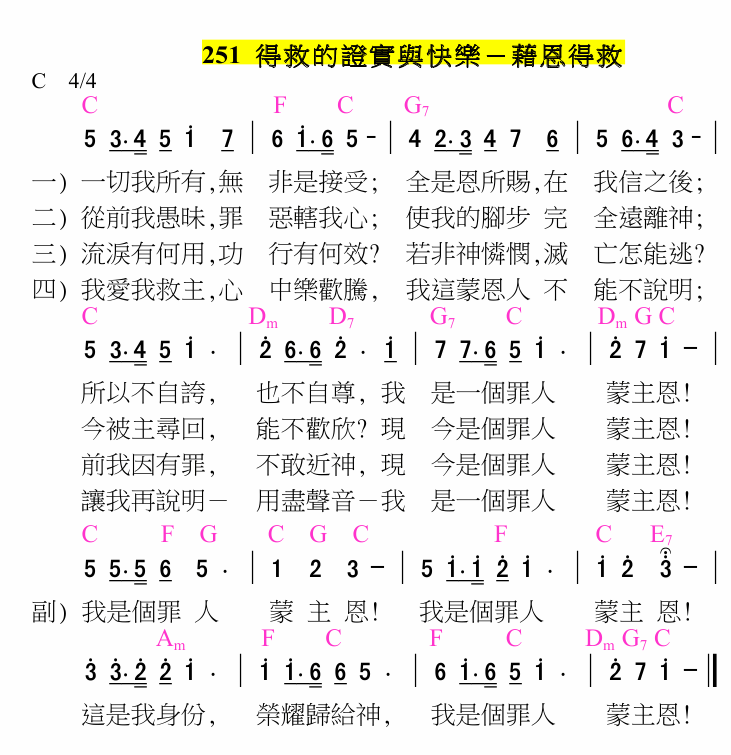 251 得救的證實與快樂－藉恩得救
C 4/4
C F C G7 C
5 3·4 5 i 7 | 6 i·6 5 - | 4 2·3 4 7 6 | 5 6·4 3 - |
一) 一切我所有,無 非是接受; 全是恩所賜,在 我信之後;
二) 從前我愚昧,罪 惡轄我心; 使我的腳步 完 全遠離神;
三) 流淚有何用,功 行有何效? 若非神憐憫,滅 亡怎能逃?
四) 我愛我救主,心 中樂歡騰, 我這蒙恩人 不 能不說明;
C Dm D7 G7 C Dm G C
5 3·4 5 i · | 2̇ 6·6 2̇ · i | 7 7·6 5 i · | 2̇ 7 i - |
所以不自誇, 也不自尊, 我 是一個罪人 蒙主恩!
今被主尋回, 能不歡欣? 現 今是個罪人 蒙主恩!
前我因有罪, 不敢近神, 現 今是個罪人 蒙主恩!
讓我再說明－ 用盡聲音－我 是一個罪人 蒙主恩!
C F G C G C F C E7
5 5·5 6 5 · | 1 2 3 - | 5 i·i 2̇ i · | i 2̇ 3̇ - |
副) 我是個罪 人 蒙 主 恩! 我是個罪人 蒙主 恩!
Am F C F C Dm G7 C
3̇ 3̇·2̇ 2̇ i · | i i·6 6 5 · | 6 i·6 5 i · | 2̇ 7 i - ‖
這是我身份, 榮耀歸給神, 我是個罪人 蒙主恩!